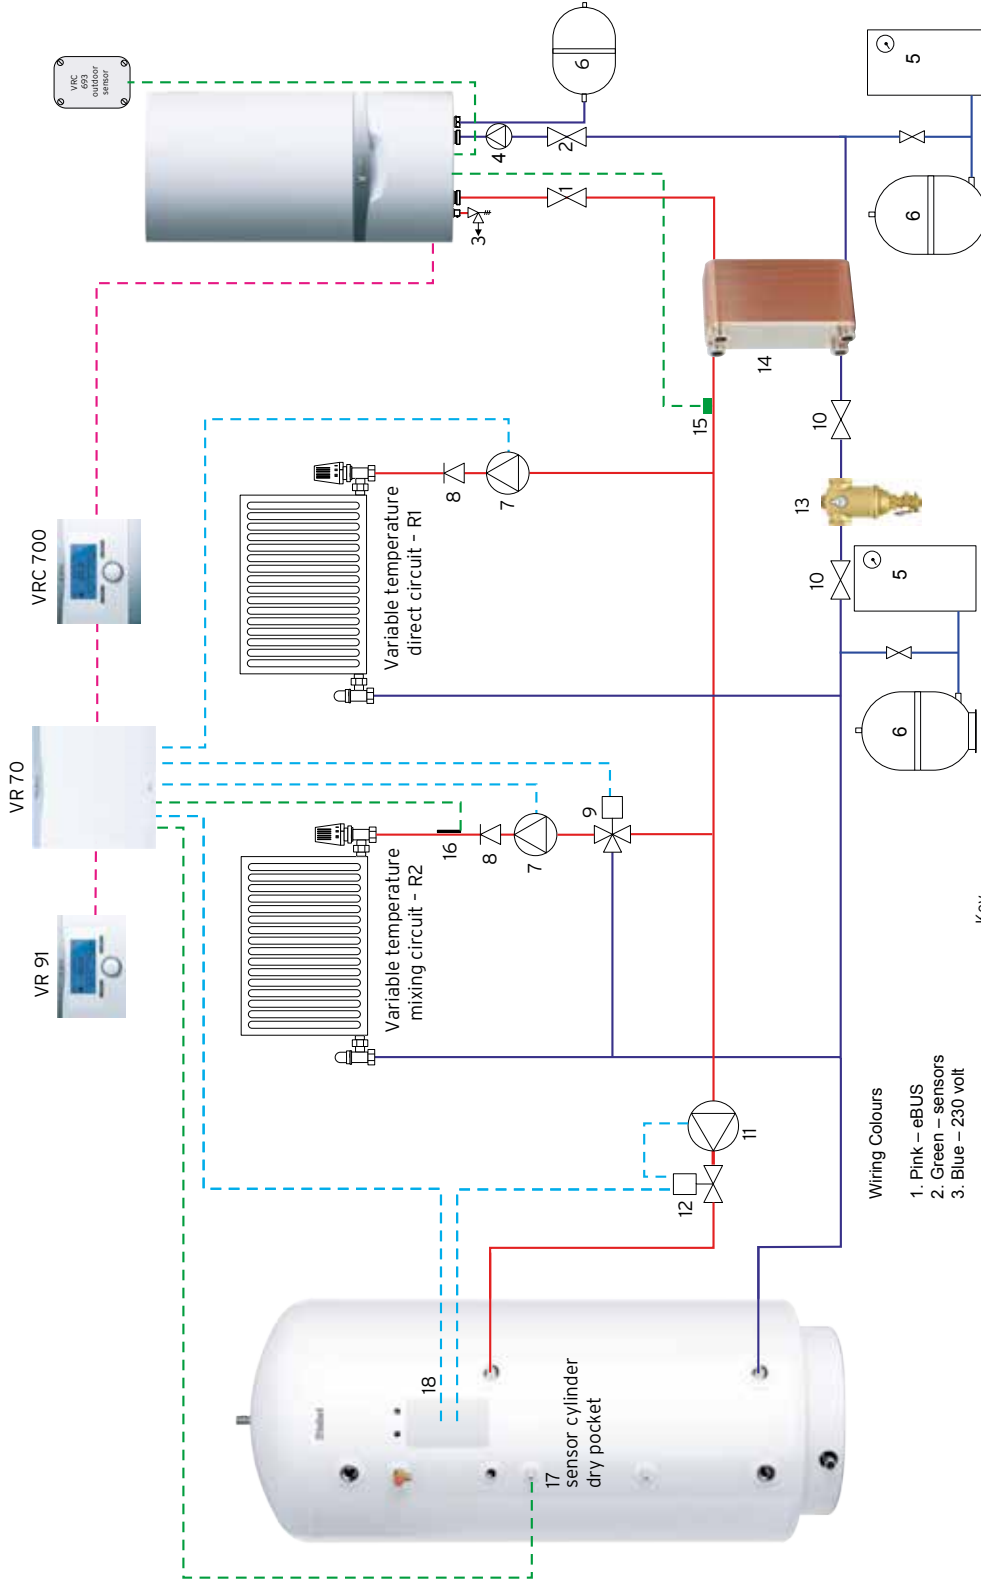 VRC
693
outdoor
sensor
VRC 700
VR 70
VR 91
6
5
4
2
1
3
6
14
15
10
13
10
5
6
8
7
Variable temperature
direct circuit - R1
16
8
7
9
Variable temperature
mixing circuit - R2
11
12
18
17
sensor cylinder
dry pocket
Wiring Colours
1. Pink – eBUS
2. Green – sensors
3. Blue – 230 volt